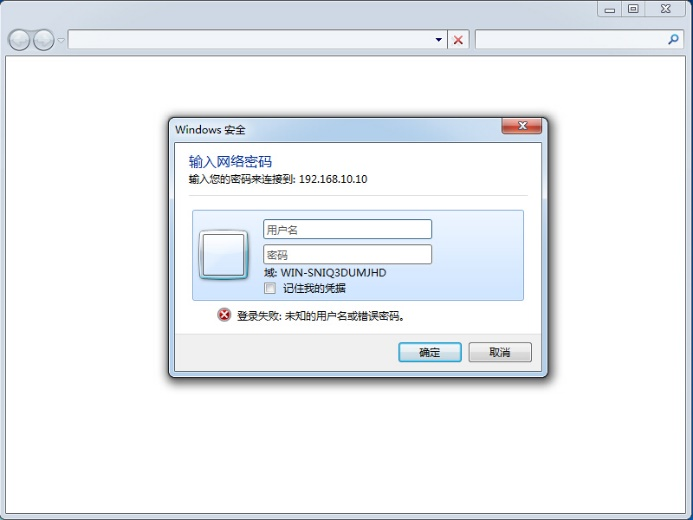 Windows 安全
输入网络密码
输入您的密码来连接到: 192.168.10.10
用户名
密码
域: WIN-SNIQ3DUMJHD
记住我的凭据
登录失败: 未知的用户名或错误密码。
确定
取消